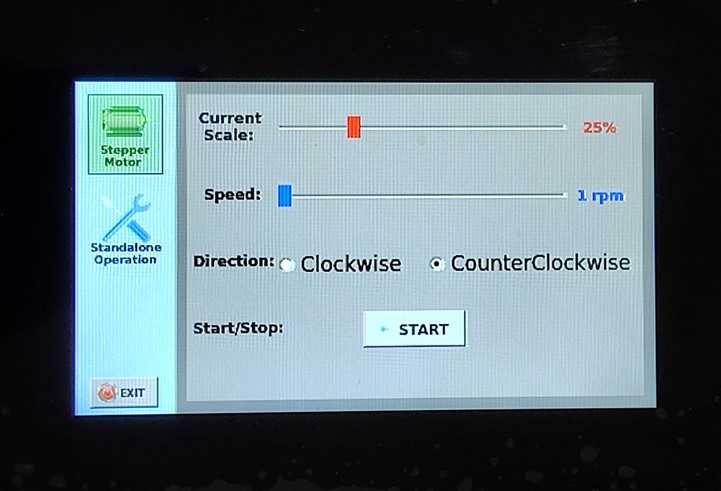 Stepper
Motor
Standalone
Operation
EXIT
Current
Scale:
25%
Speed:
1 rpm
Direction:
Clockwise
CounterClockwise
Start/Stop:
START